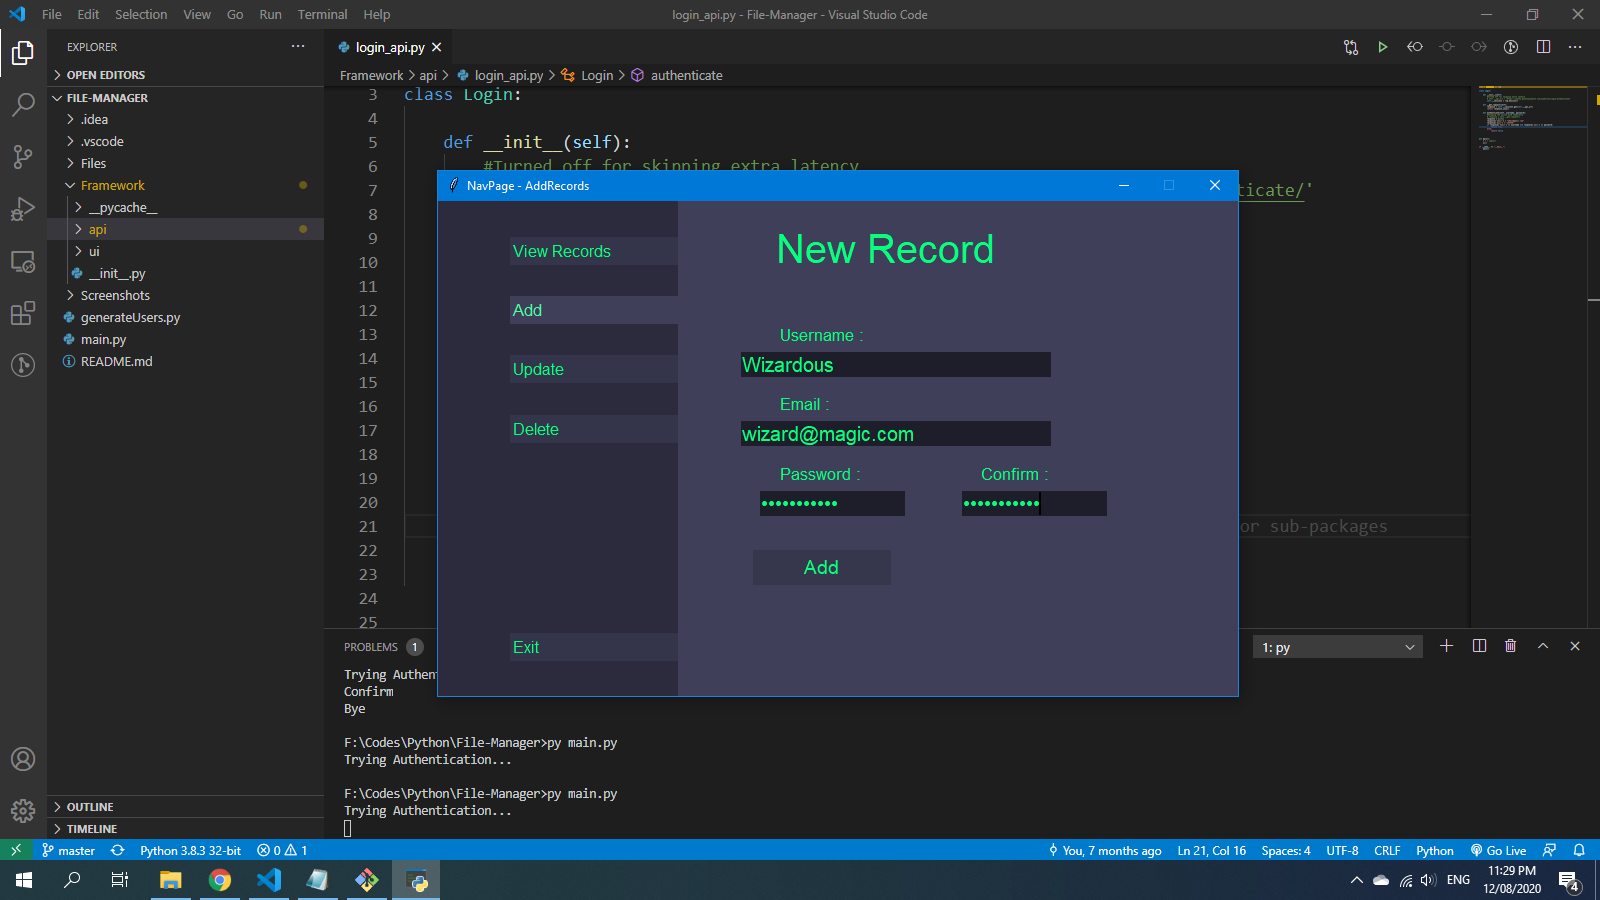 File Edit Selection View Go Run Terminal Help
login_api.py - File-Manager - Visual Studio Code
EXPLORER
OPEN EDITORS
FILE-MANAGER
.idea
.vscode
Files
Framework
__pycache__
api
ui
__init__.py
Screenshots
generateUsers.py
main.py
README.md
OUTLINE
TIMELINE
login_api.py
Framework > api > login_api.py > Login > authenticate
3 class Login:
4
5 def __init__(self):
6 #Turned off for skipping extra latency
7 ticate/'
8
9
10
11
12
13
14
15
16
17
18
19
20
21 or sub-packages
22
23
24
25
NavPage - AddRecords
View Records
Add
Update
Delete
Exit
New Record
Username :
Wizardous
Email :
wizard@magic.com
Password : Confirm :
Add
PROBLEMS 1
1: py
Trying Authen
Confirm
Bye
F:\Codes\Python\File-Manager>py main.py
Trying Authentication...
F:\Codes\Python\File-Manager>py main.py
Trying Authentication...
master Python 3.8.3 32-bit 0 1 You, 7 months ago Ln 21, Col 16 Spaces: 4 UTF-8 CRLF Python Go Live
ENG
11:29 PM
12/08/2020
4